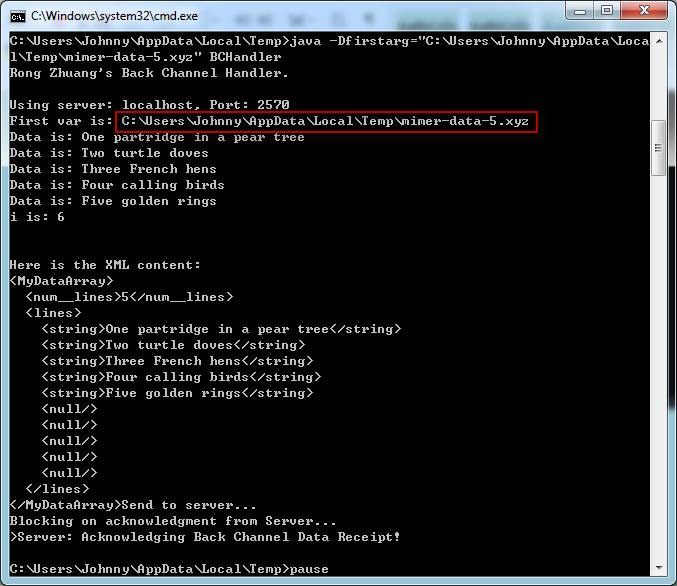 C:\Windows\system32\cmd.exe
C:\Users\Johnny\AppData\Local\Temp>java -Dfirstarg="C:\Users\Johnny\AppData\Loca
l\Temp\mimer-data-5.xyz" BCHandler
Rong Zhuang's Back Channel Handler.
Using server: localhost, Port: 2570
First var is: C:\Users\Johnny\AppData\Local\Temp\mimer-data-5.xyz
Data is: One partridge in a pear tree
Data is: Two turtle doves
Data is: Three French hens
Data is: Four calling birds
Data is: Five golden rings
i is: 6
Here is the XML content:
<MyDataArray>
  <num__lines>5</num__lines>
  <lines>
    <string>One partridge in a pear tree</string>
    <string>Two turtle doves</string>
    <string>Three French hens</string>
    <string>Four calling birds</string>
    <string>Five golden rings</string>
    <null/>
    <null/>
    <null/>
    <null/>
    <null/>
  </lines>
</MyDataArray>Send to server...
Blocking on acknowledgment from Server...
>Server: Acknowledging Back Channel Data Receipt!
C:\Users\Johnny\AppData\Local\Temp>pause